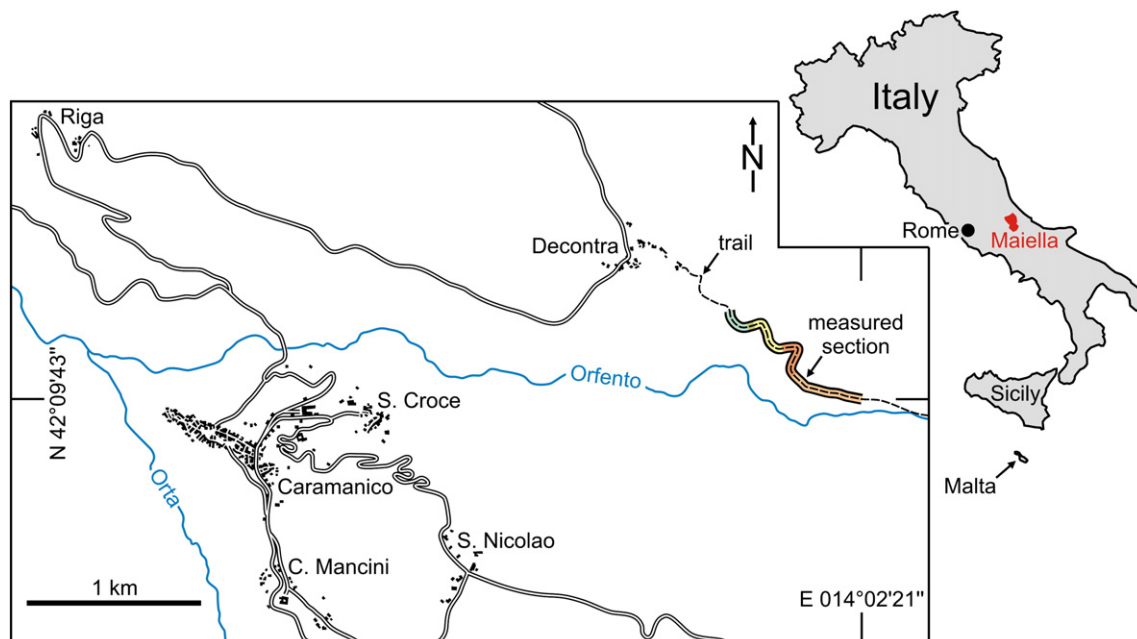 Riga
N
Italy
Rome
Maiella
Decontra
trail
measured
section
Orfento
N 42°09'43"
S. Croce
Sicily
Caramanico
Orta
Malta
S. Nicolao
C. Mancini
1 km
E 014°02'21"